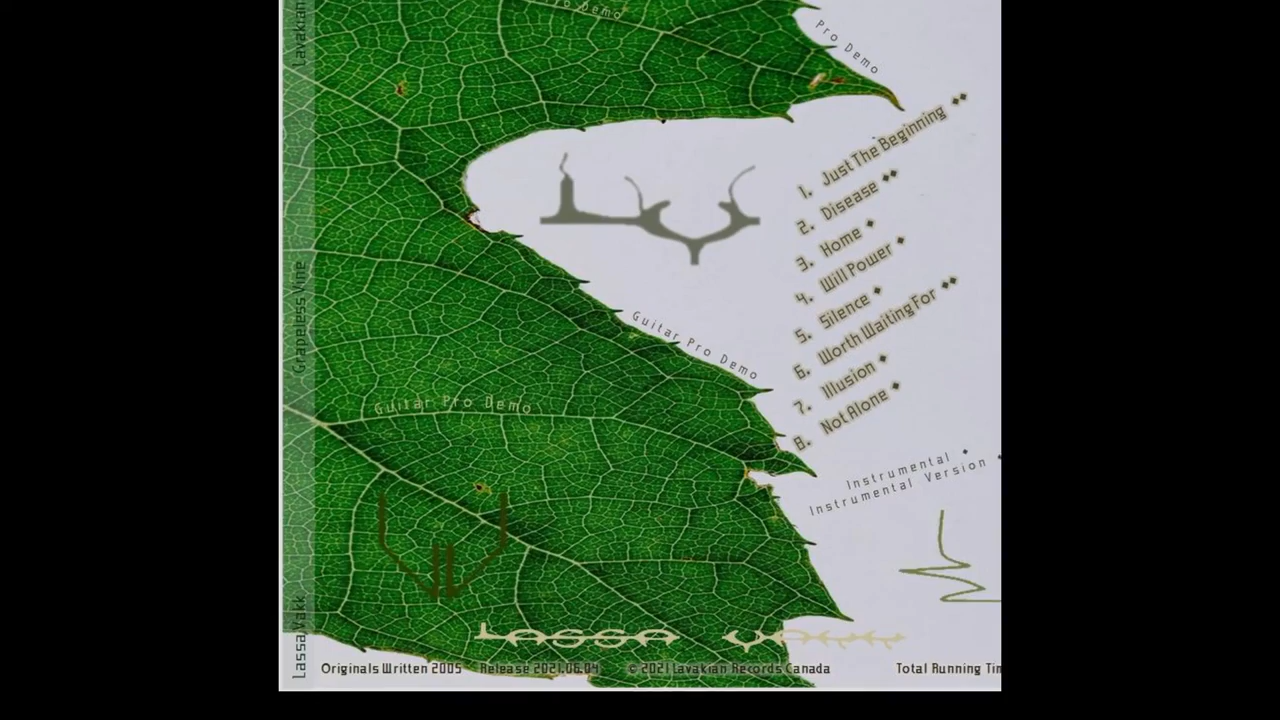 Lavakian
Pro Demo
Pro Demo
1. Just The Beginning ◆◆
2. Disease ◆◆
3. Home ◆
4. Will Power ◆
5. Silence ◆
6. Worth Waiting For ◆◆
7. Illusion ◆
8. Not Alone ◆
Grapeless Vine
Guitar Pro Demo
Guitar Pro Demo
Instrumental ◆
Instrumental Version ◆
Lassa Vakk
Lassa Vakk
Originals Written 2005 Release 2021.06.04 © 2021 Lavakian Records Canada Total Running